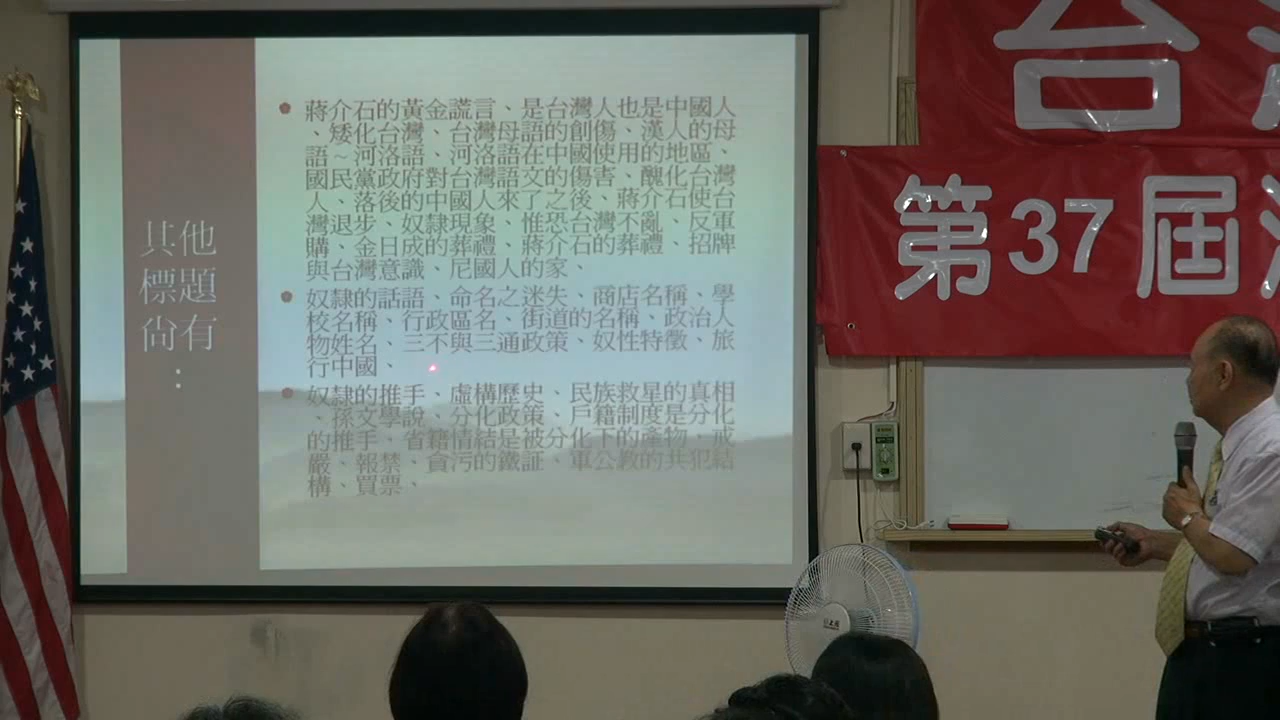 其他
標題
尙有
：
蔣介石的黃金謊言、是台灣人也是中國人
、矮化台灣、台灣母語的創傷、漢人的母
語～河洛語、河洛語在中國使用的地區、
國民黨政府對台灣語文的傷害、醜化台灣
人、落後的中國人來了之後、蔣介石使台
灣退步、奴隸現象、惟恐台灣不亂、反軍
購、金日成的葬禮、蔣介石的葬禮、招牌
與台灣意識、尼國人的家、
奴隸的話語、命名之迷失、商店名稱、學
校名稱、行政區名、街道的名稱、政治人
物姓名、三不與三通政策、奴性特徵、旅
行中國、
奴隸的推手、虛構歷史、民族救星的真相
、孫文學說、分化政策、戶籍制度是分化
的推手、省籍情結是被分化下的產物、戒
嚴、報禁、貪污的鐵証、軍公教的共犯結
構、買票、
台
第37屆